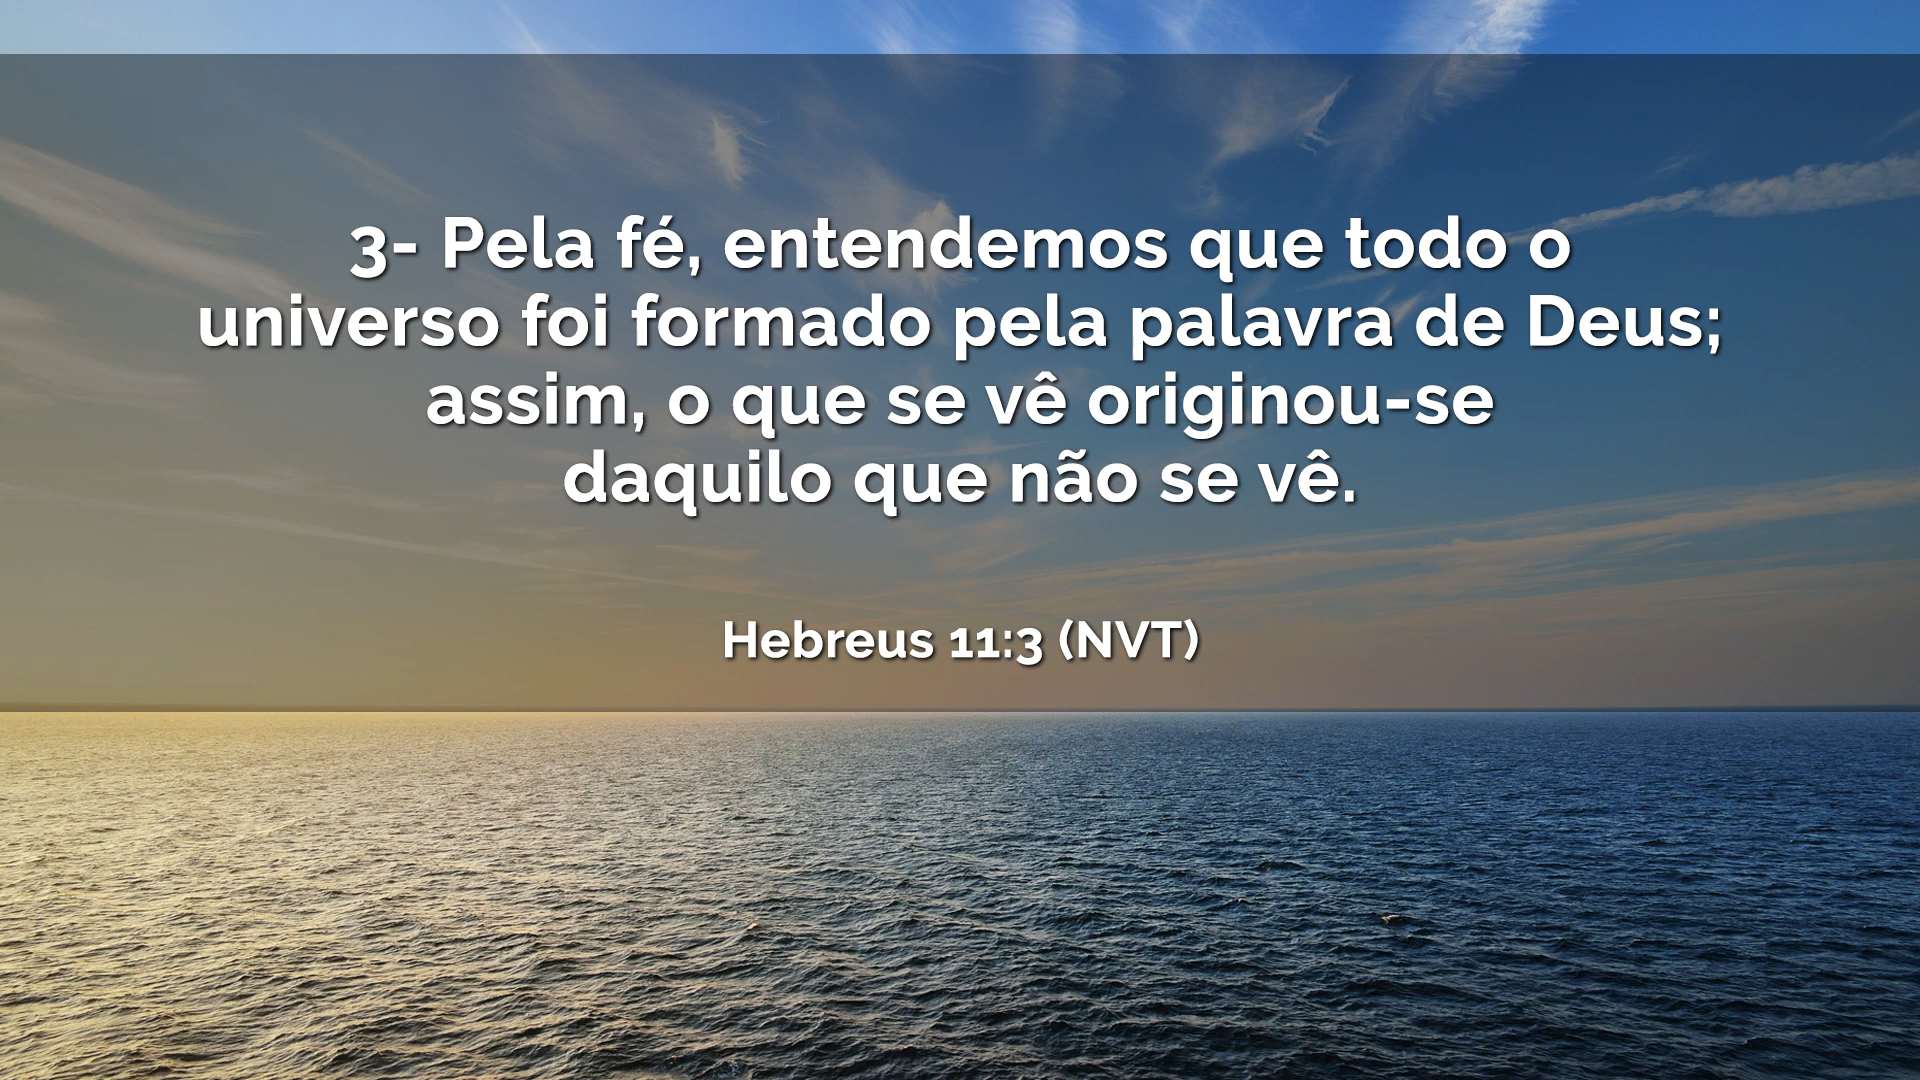 3- Pela fé, entendemos que todo o
universo foi formado pela palavra de Deus;
assim, o que se vê originou-se
daquilo que não se vê.
Hebreus 11:3 (NVT)